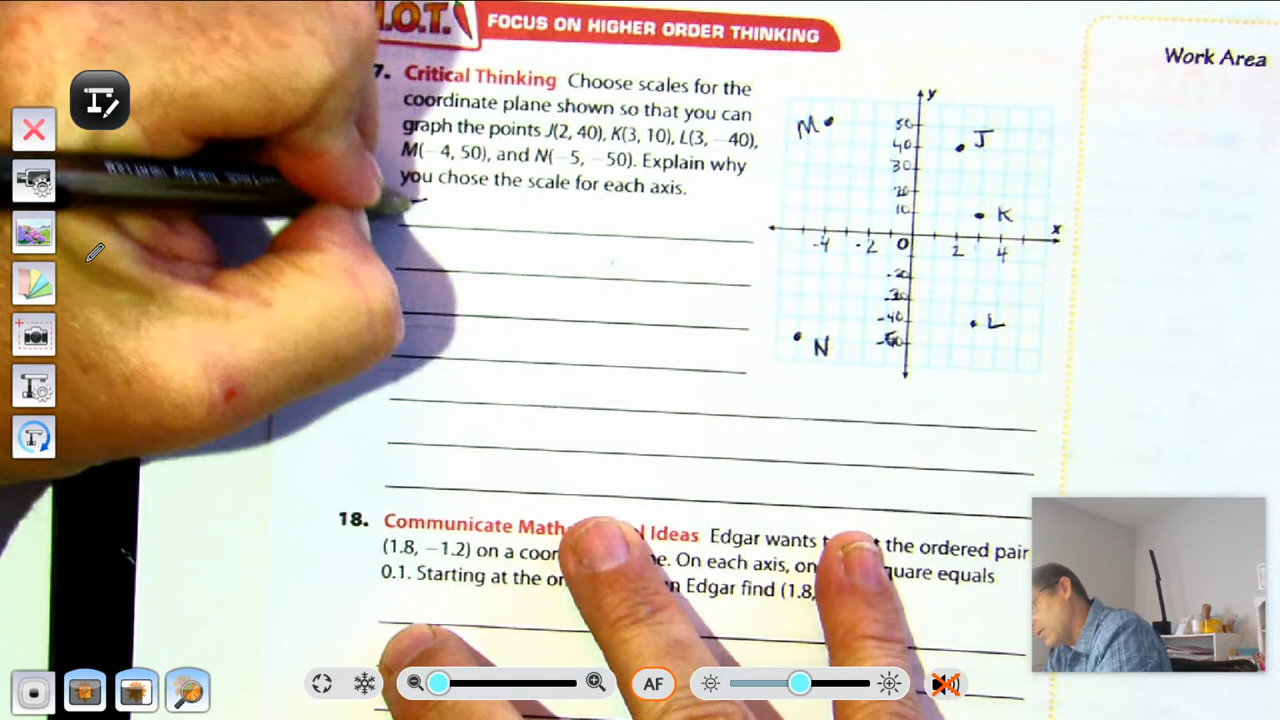 H.O.T.
FOCUS ON HIGHER ORDER THINKING
Work Area
7. Critical Thinking Choose scales for the
coordinate plane shown so that you can
graph the points J(2, 40), K(3, 10), L(3, −40),
M(−4, 50), and N(−5, −50). Explain why
you chose the scale for each axis.
y
M
50
J
40
30
20
10
K
x
-4 -2 0 2 4
-20
-30
-40
L
-50
N
18. Communicate Math Ideas Edgar wants the ordered pair
(1.8, −1.2) on a On each axis, quare equals
0.1. Starting at the Edgar find (1.8,
AF